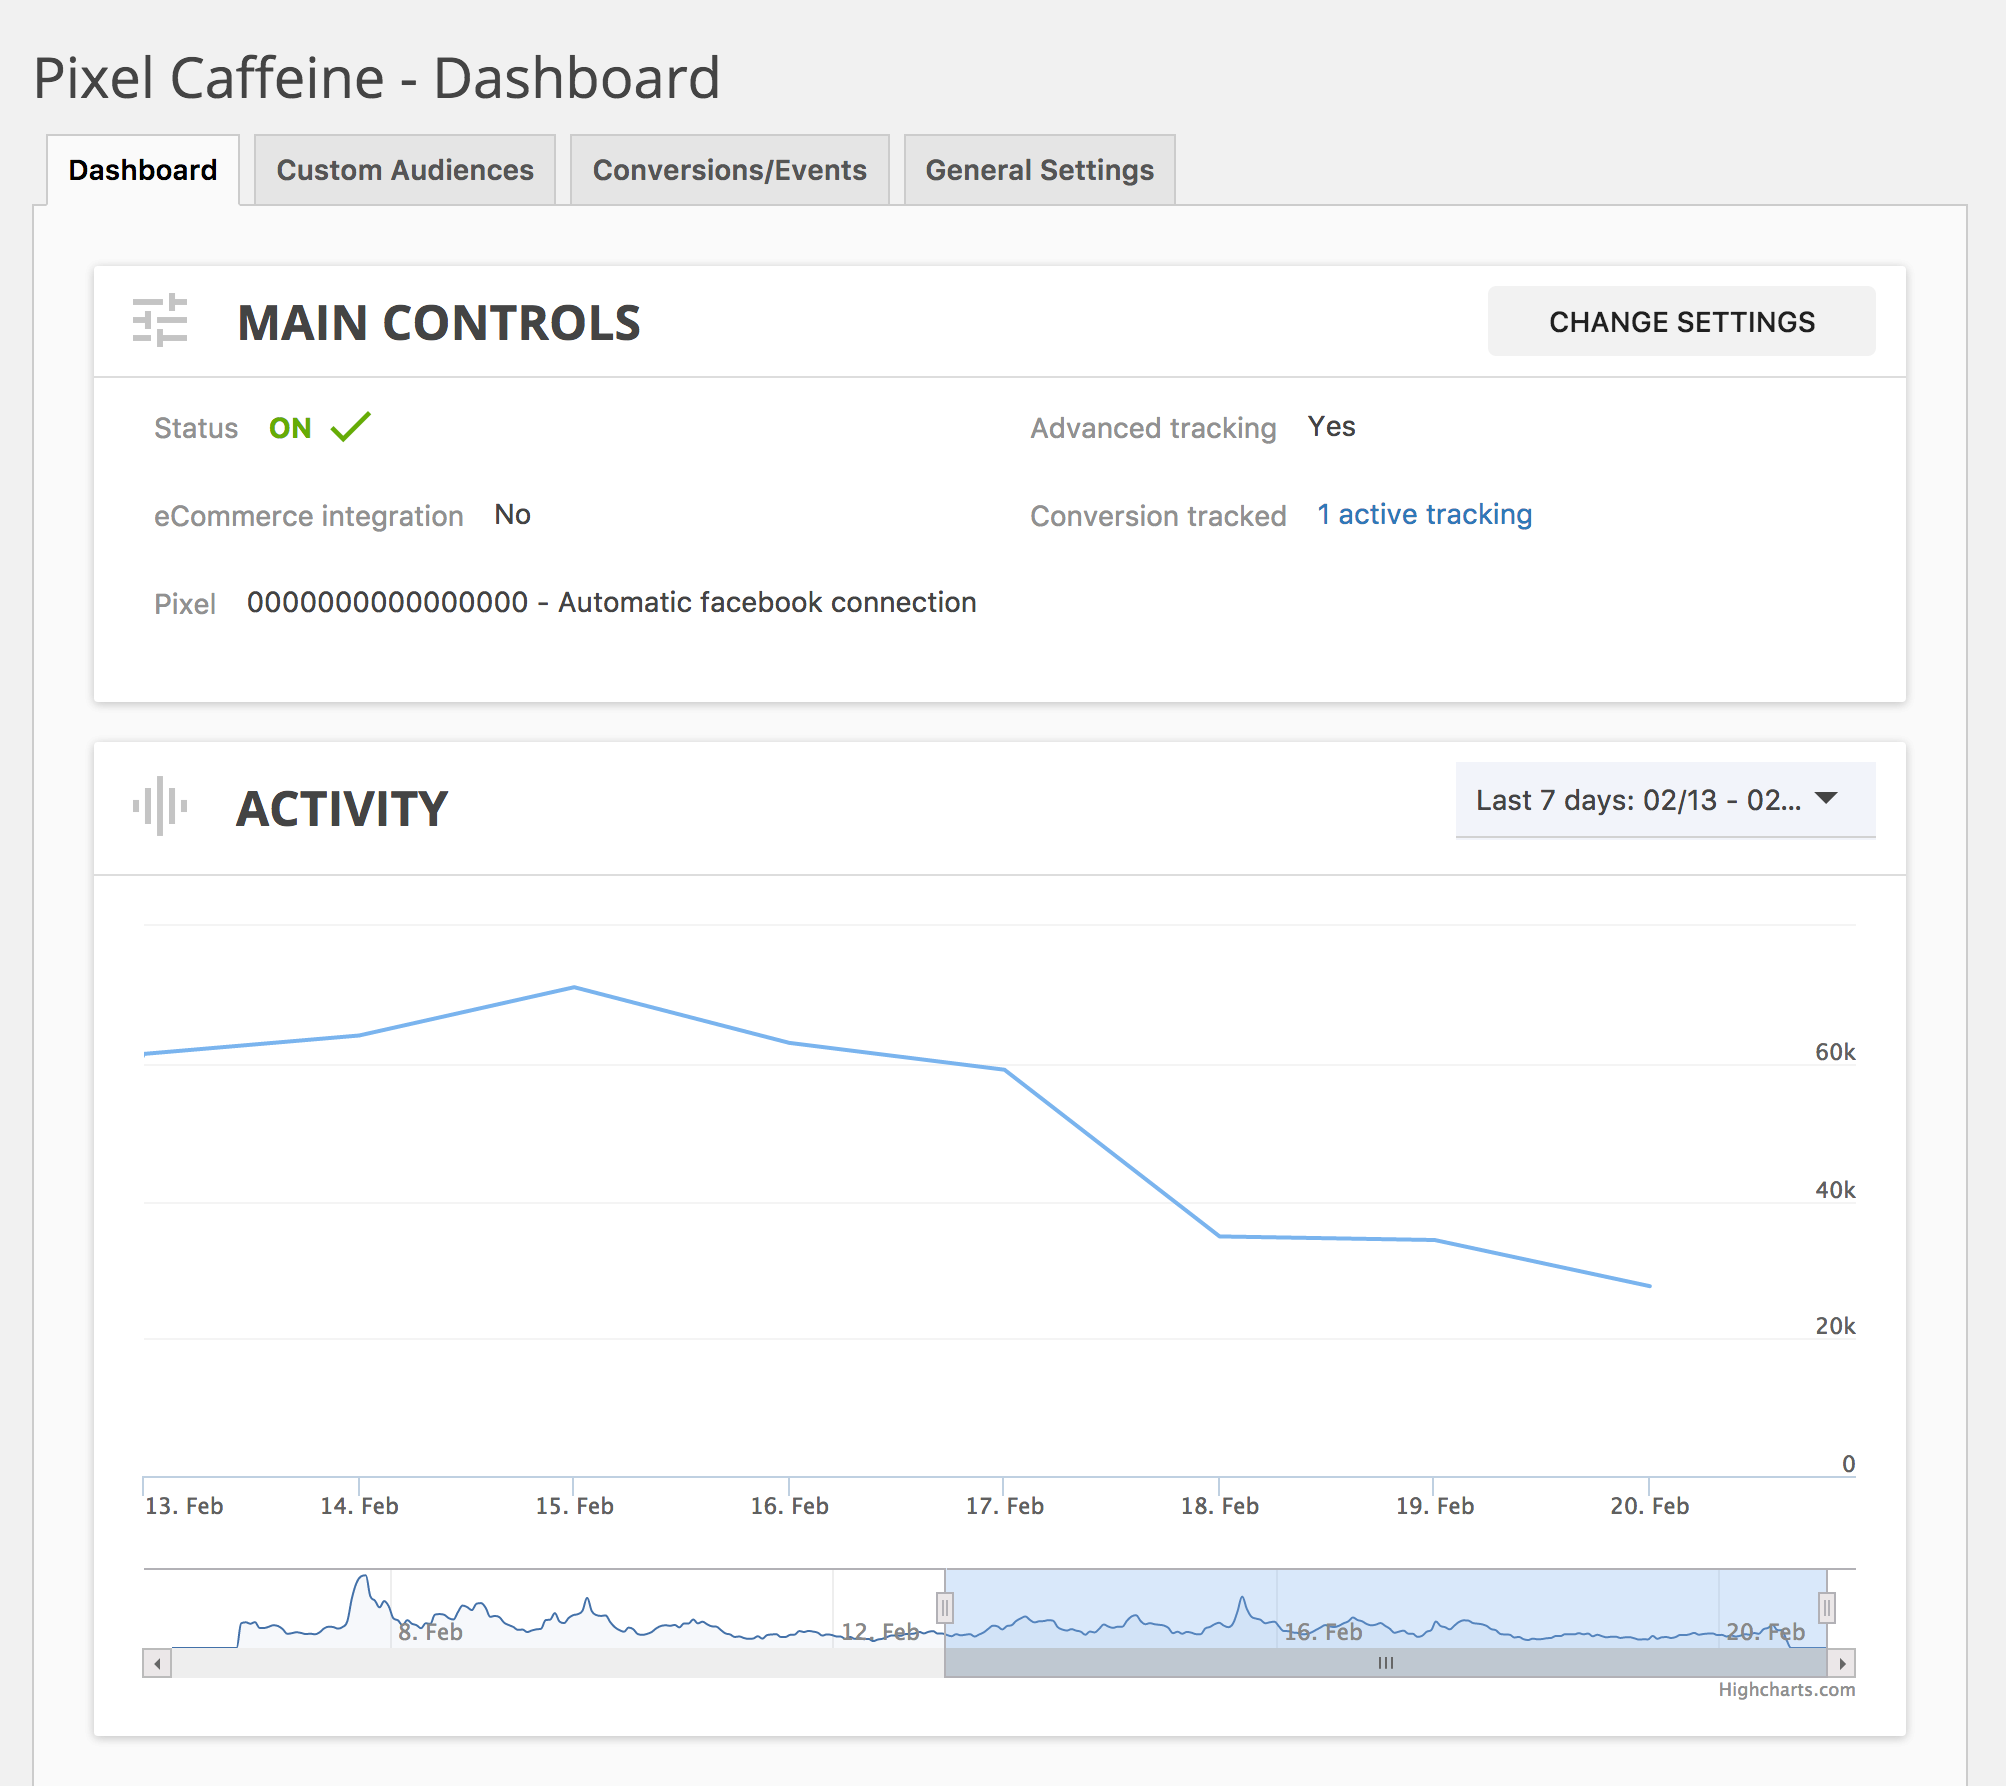 Pixel Caffeine - Dashboard
Dashboard Custom Audiences Conversions/Events General Settings
MAIN CONTROLS CHANGE SETTINGS
Status ON Advanced tracking Yes
eCommerce integration No Conversion tracked 1 active tracking
Pixel 0000000000000000 - Automatic facebook connection
ACTIVITY Last 7 days: 02/13 - 02...
60k
40k
20k
0
13. Feb 14. Feb 15. Feb 16. Feb 17. Feb 18. Feb 19. Feb 20. Feb
8. Feb 12. Feb 16. Feb 20. Feb
Highcharts.com